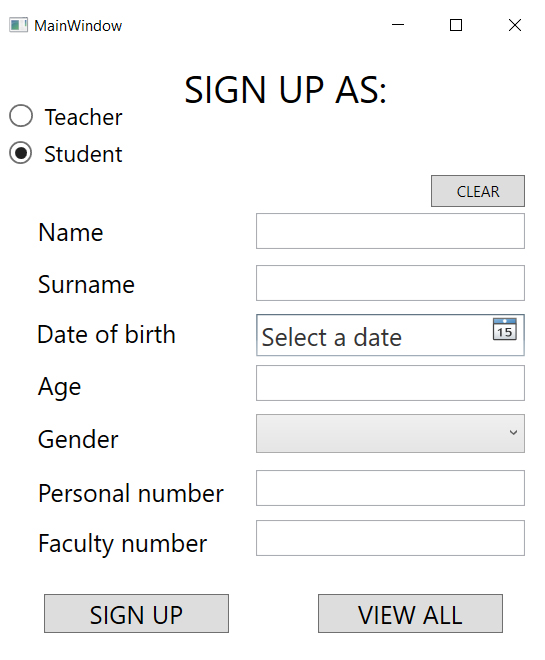 MainWindow
SIGN UP AS:
Teacher
Student
CLEAR
Name
Surname
Date of birth
Select a date
15
Age
Gender
Personal number
Faculty number
SIGN UP
VIEW ALL